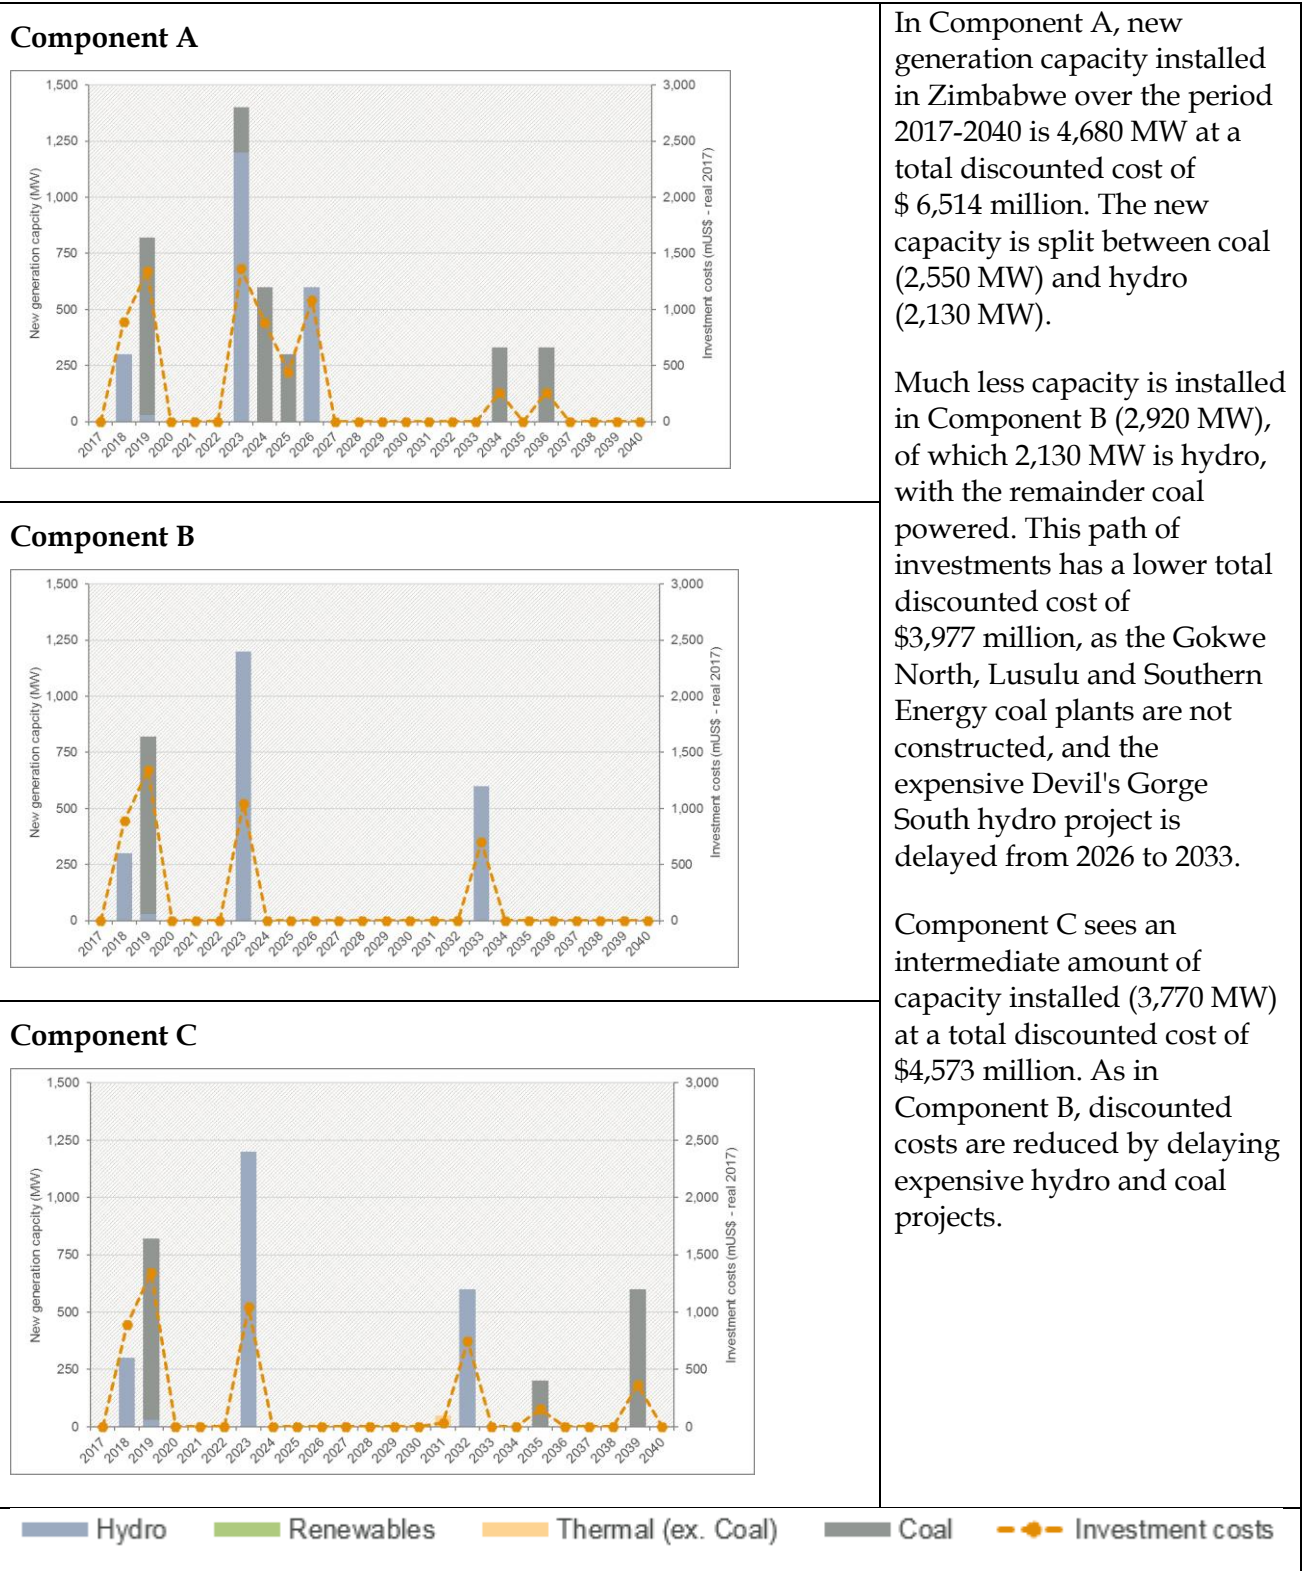 Component A
1,500
1,250
1,000
750
500
250
0
New generation capcity (MW)
3,000
2,500
2,000
1,500
1,000
500
0
Investment costs (mUS$ - real 2017)
2017 2018 2019 2020 2021 2022 2023 2024 2025 2026 2027 2028 2029 2030 2031 2032 2033 2034 2035 2036 2037 2038 2039 2040
In Component A, new
generation capacity installed
in Zimbabwe over the period
2017-2040 is 4,680 MW at a
total discounted cost of
$ 6,514 million. The new
capacity is split between coal
(2,550 MW) and hydro
(2,130 MW).
Much less capacity is installed
in Component B (2,920 MW),
of which 2,130 MW is hydro,
with the remainder coal
powered. This path of
investments has a lower total
discounted cost of
$3,977 million, as the Gokwe
North, Lusulu and Southern
Energy coal plants are not
constructed, and the
expensive Devil's Gorge
South hydro project is
delayed from 2026 to 2033.
Component C sees an
intermediate amount of
capacity installed (3,770 MW)
at a total discounted cost of
$4,573 million. As in
Component B, discounted
costs are reduced by delaying
expensive hydro and coal
projects.
Component B
1,500
1,250
1,000
750
500
250
0
New generation capcity (MW)
3,000
2,500
2,000
1,500
1,000
500
0
Investment costs (mUS$ - real 2017)
2017 2018 2019 2020 2021 2022 2023 2024 2025 2026 2027 2028 2029 2030 2031 2032 2033 2034 2035 2036 2037 2038 2039 2040
Component C
1,500
1,250
1,000
750
500
250
0
New generation capcity (MW)
3,000
2,500
2,000
1,500
1,000
500
0
Investment costs (mUS$ - real 2017)
2017 2018 2019 2020 2021 2022 2023 2024 2025 2026 2027 2028 2029 2030 2031 2032 2033 2034 2035 2036 2037 2038 2039 2040
Hydro Renewables Thermal (ex. Coal) Coal Investment costs